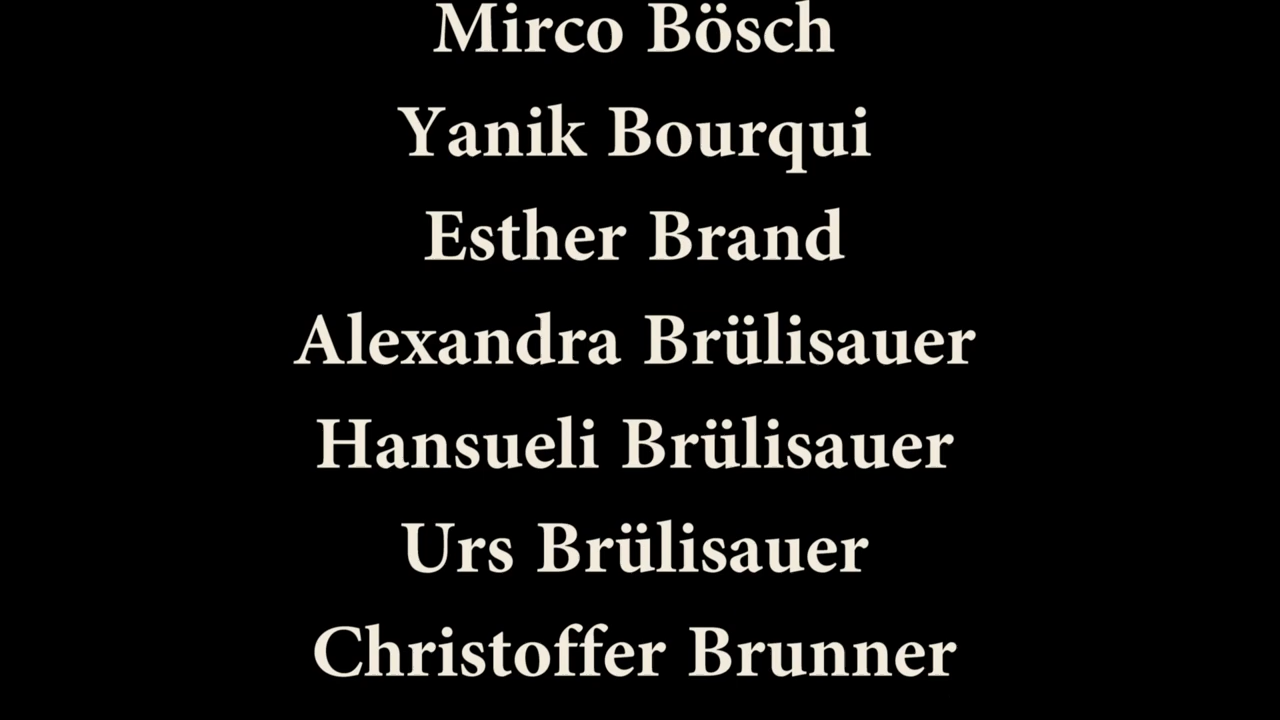 Mirco Bösch
Yanik Bourqui
Esther Brand
Alexandra Brülisauer
Hansueli Brülisauer
Urs Brülisauer
Christoffer Brunner